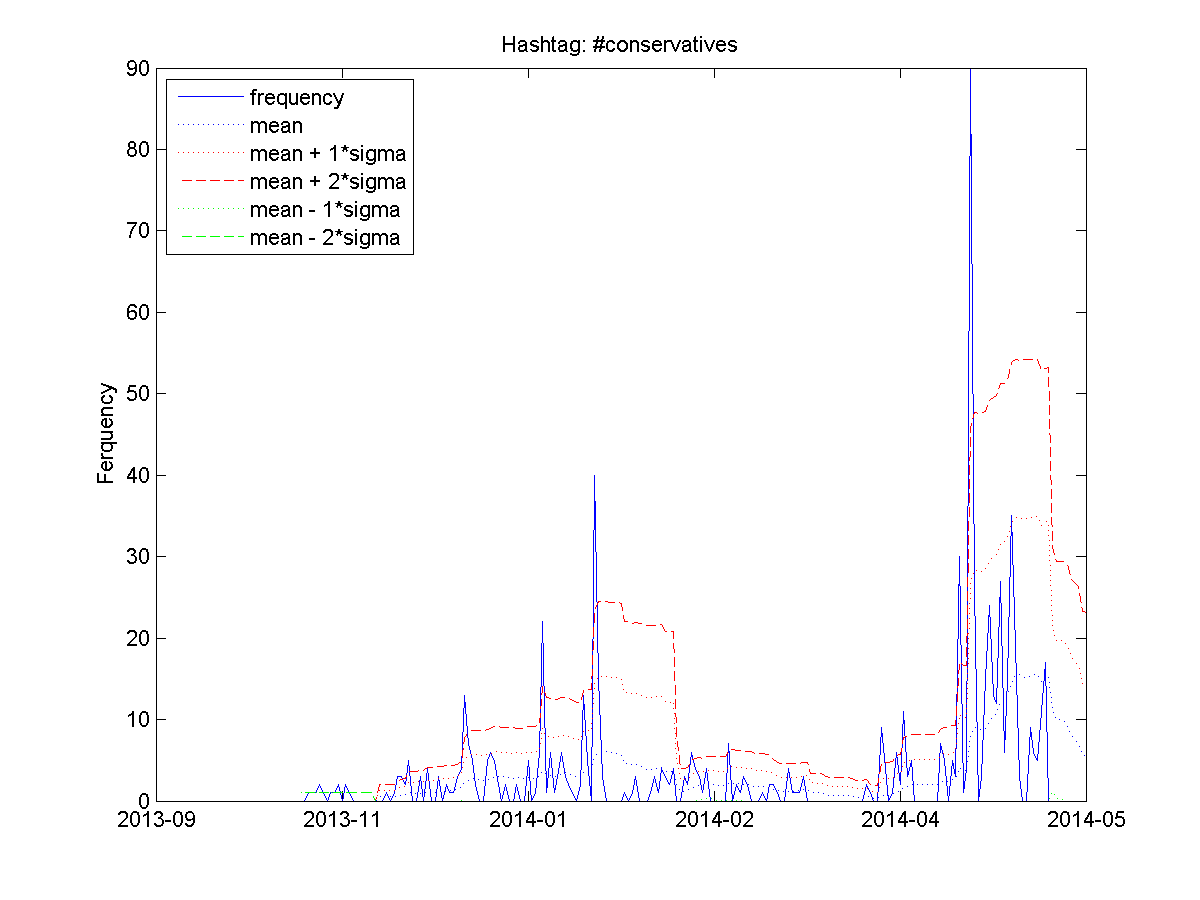 Hashtag: #conservatives
90
80
70
60
50
40
30
20
10
0
Ferquency
frequency
mean
mean + 1*sigma
mean + 2*sigma
mean - 1*sigma
mean - 2*sigma
2013-09 2013-11 2014-01 2014-02 2014-04 2014-05